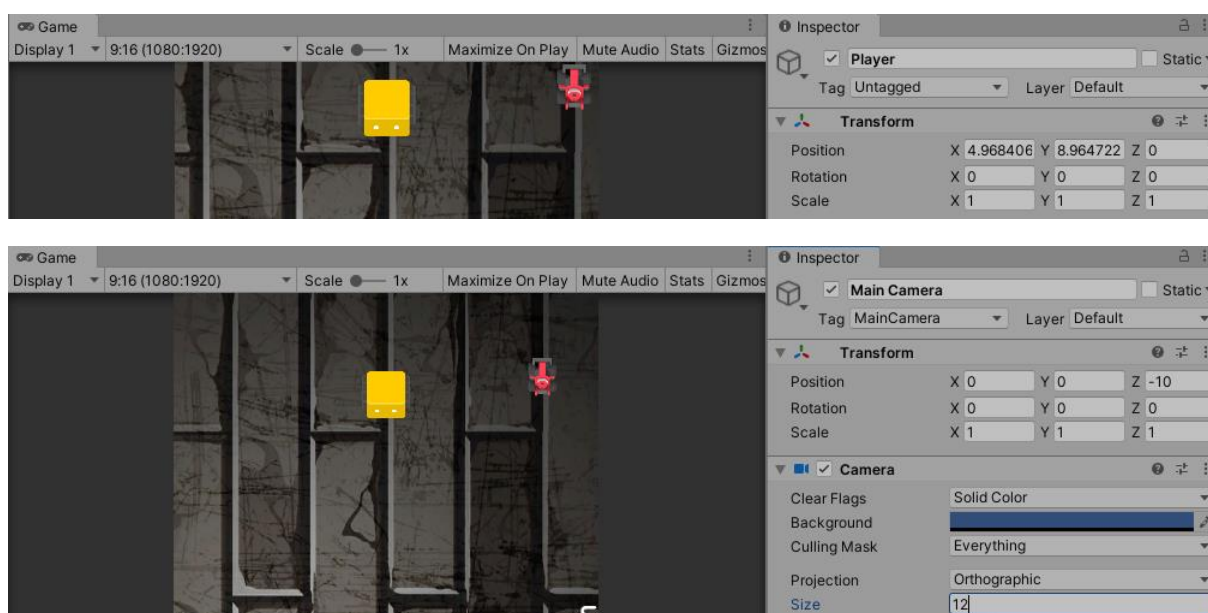 Game
Inspector
Display 1 9:16 (1080:1920) Scale 1x Maximize On Play Mute Audio Stats Gizmos
Player Static
Tag Untagged Layer Default
Transform
Position X 4.968406 Y 8.964722 Z 0
Rotation X 0 Y 0 Z 0
Scale X 1 Y 1 Z 1
Game
Inspector
Display 1 9:16 (1080:1920) Scale 1x Maximize On Play Mute Audio Stats Gizmos
Main Camera Static
Tag MainCamera Layer Default
Transform
Position X 0 Y 0 Z -10
Rotation X 0 Y 0 Z 0
Scale X 1 Y 1 Z 1
Camera
Clear Flags Solid Color
Background
Culling Mask Everything
Projection Orthographic
Size 12